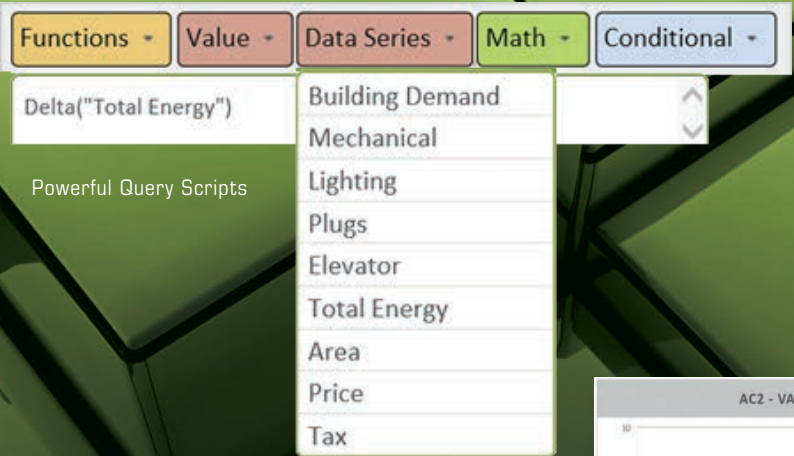 Functions Value Data Series Math Conditional
Delta("Total Energy")
Building Demand
Mechanical
Lighting
Plugs
Elevator
Total Energy
Area
Price
Tax
Powerful Query Scripts
AC2 - VA
10